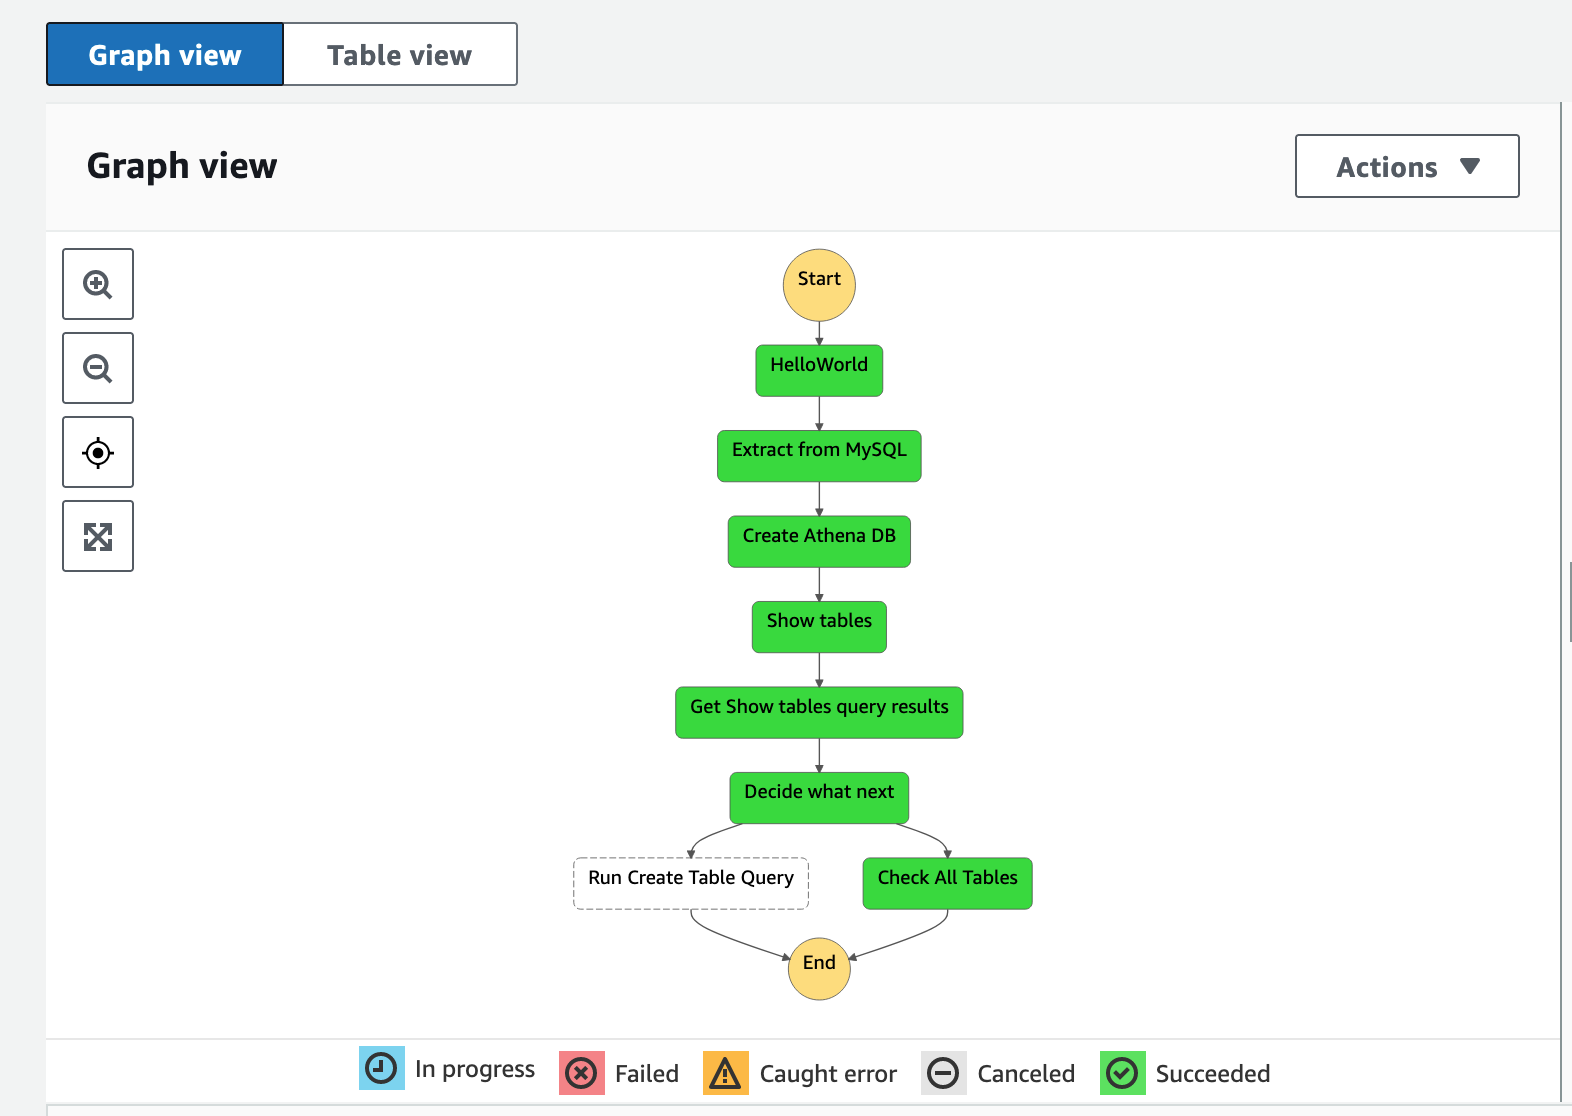 Graph view
Table view
Graph view
Actions
Start
HelloWorld
Extract from MySQL
Create Athena DB
Show tables
Get Show tables query results
Decide what next
Run Create Table Query
Check All Tables
End
In progress
Failed
Caught error
Canceled
Succeeded